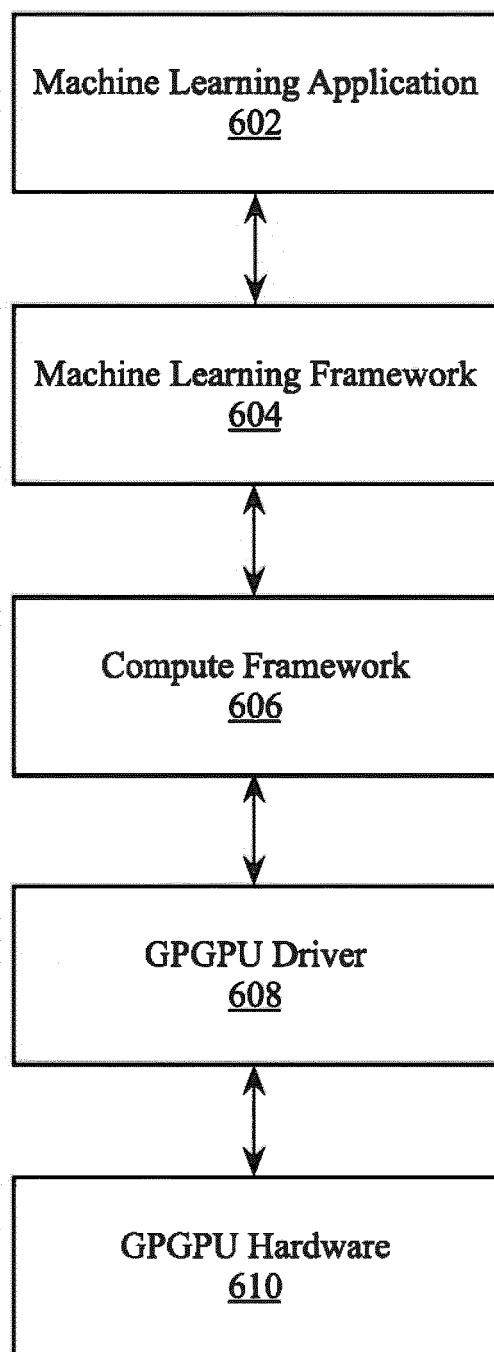 Machine Learning Application
602
Machine Learning Framework
604
Compute Framework
606
GPGPU Driver
608
GPGPU Hardware
610